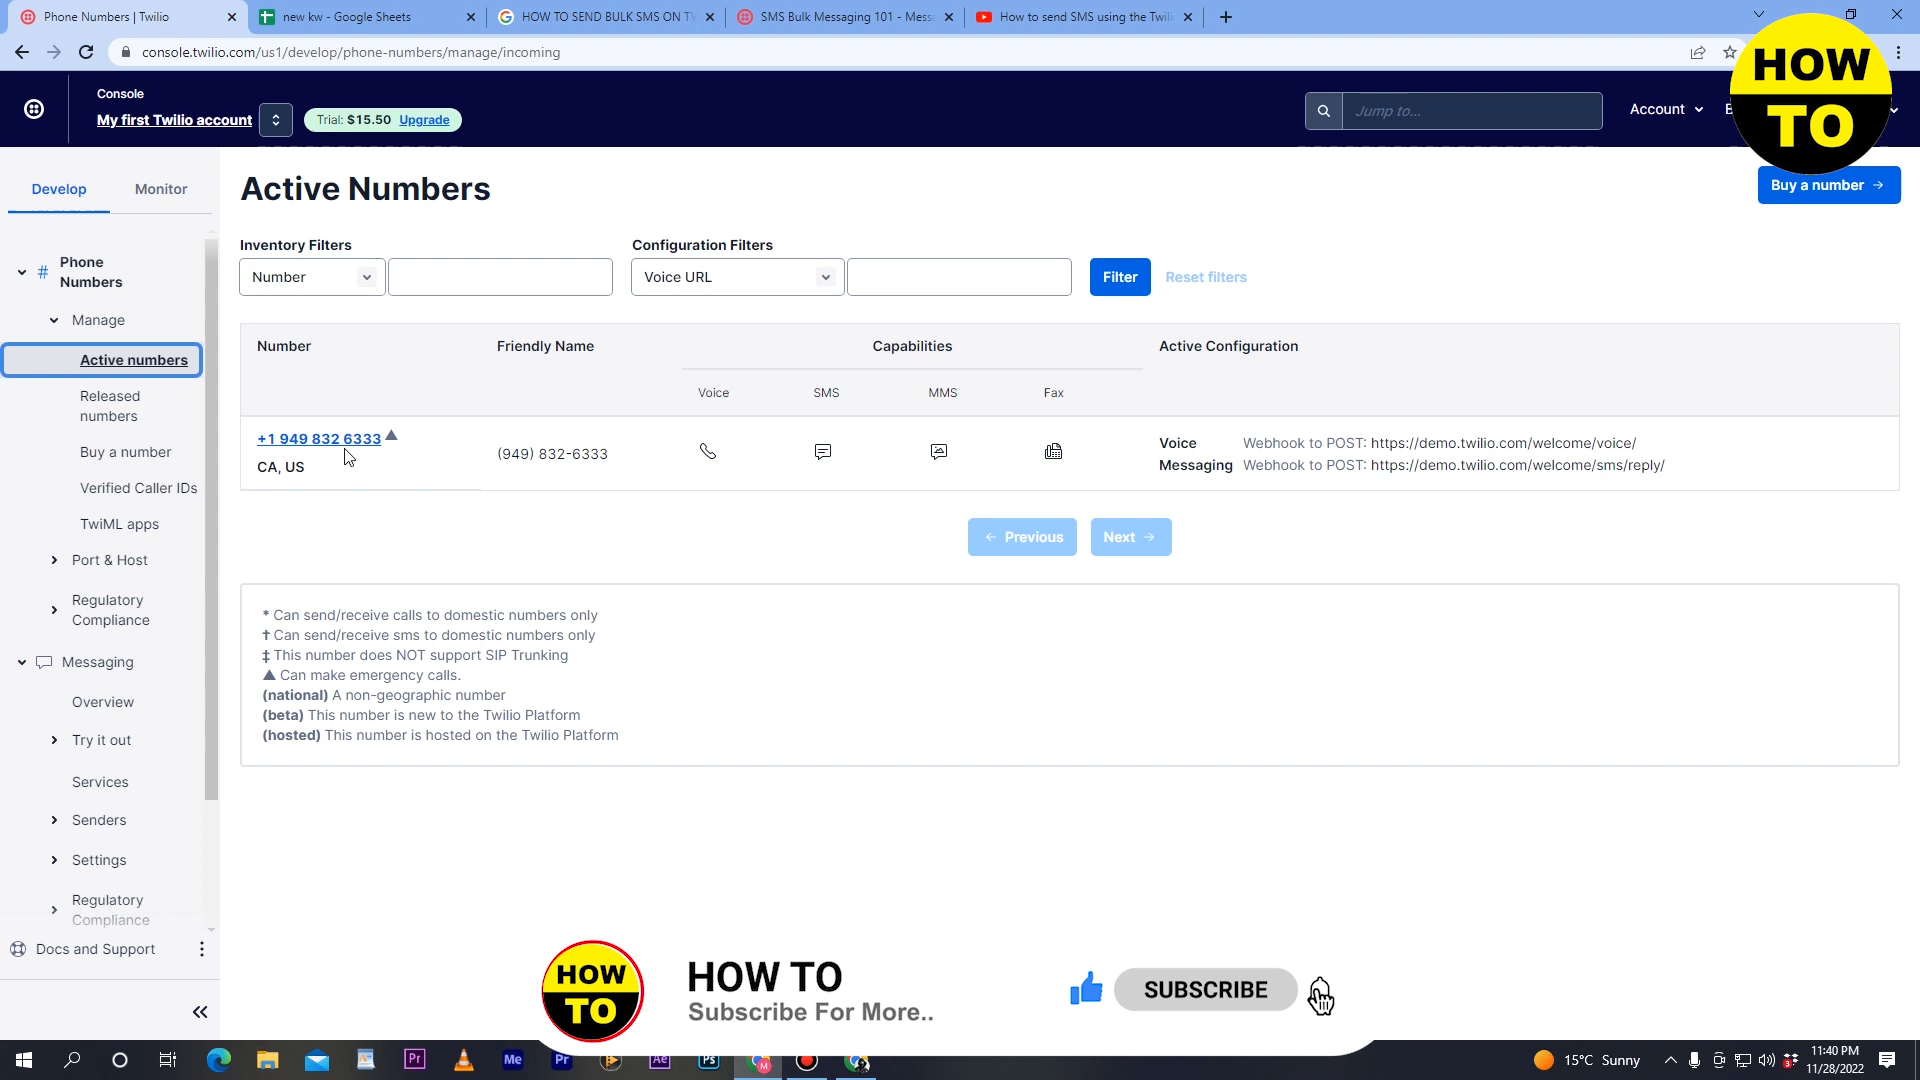 Phone Numbers | Twilio
new kw - Google Sheets
HOW TO SEND BULK SMS ON TW
SMS Bulk Messaging 101 - Messa
How to send SMS using the Twili
console.twilio.com/us1/develop/phone-numbers/manage/incoming
HOW
TO
Console
My first Twilio account
Trial: $15.50 Upgrade
Jump to...
Account
Develop
Monitor
Active Numbers
Buy a number →
Phone
Numbers
Manage
Active numbers
Released
numbers
Buy a number
Verified Caller IDs
TwiML apps
Port & Host
Regulatory
Compliance
Messaging
Overview
Try it out
Services
Senders
Settings
Regulatory
Compliance
Docs and Support
Inventory Filters
Configuration Filters
Number
Voice URL
Filter
Reset filters
Number
Friendly Name
Capabilities
Active Configuration
Voice
SMS
MMS
Fax
+1 949 832 6333 ▲
CA, US
(949) 832-6333
Voice Webhook to POST: https://demo.twilio.com/welcome/voice/
Messaging Webhook to POST: https://demo.twilio.com/welcome/sms/reply/
← Previous
Next →
* Can send/receive calls to domestic numbers only
† Can send/receive sms to domestic numbers only
‡ This number does NOT support SIP Trunking
▲ Can make emergency calls.
(national) A non-geographic number
(beta) This number is new to the Twilio Platform
(hosted) This number is hosted on the Twilio Platform
HOW
TO
HOW TO
Subscribe For More..
SUBSCRIBE
Pr
Me
Pr
Ae
Ps
M
15°C Sunny
3
11:40 PM
11/28/2022